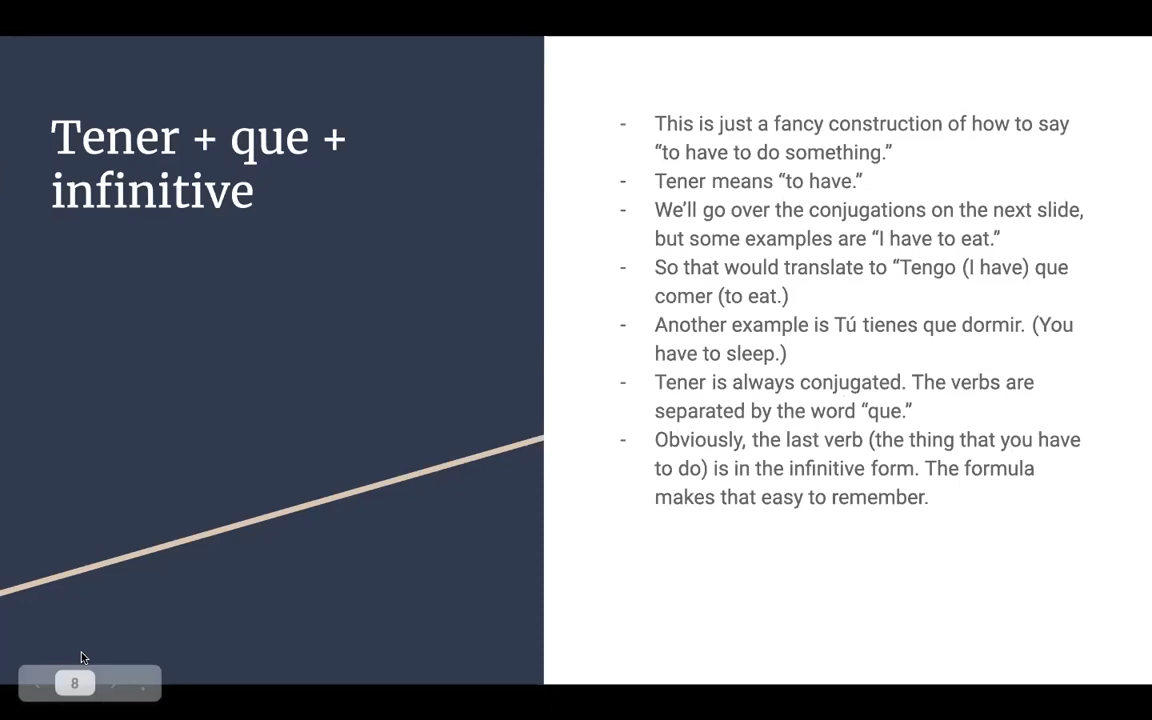 Tener + que +
infinitive
- This is just a fancy construction of how to say
“to have to do something.”
- Tener means “to have.”
- We’ll go over the conjugations on the next slide,
but some examples are “I have to eat.”
- So that would translate to “Tengo (I have) que
comer (to eat.)
- Another example is Tú tienes que dormir. (You
have to sleep.)
- Tener is always conjugated. The verbs are
separated by the word “que.”
- Obviously, the last verb (the thing that you have
to do) is in the infinitive form. The formula
makes that easy to remember.
8